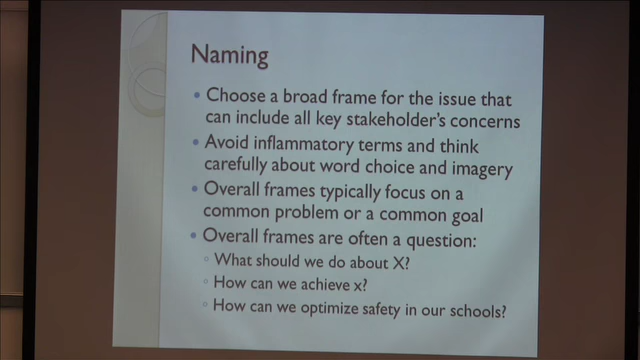 Naming
Choose a broad frame for the issue that
can include all key stakeholder's concerns
Avoid inflammatory terms and think
carefully about word choice and imagery
Overall frames typically focus on a
common problem or a common goal
Overall frames are often a question:
What should we do about X?
How can we achieve x?
How can we optimize safety in our schools?